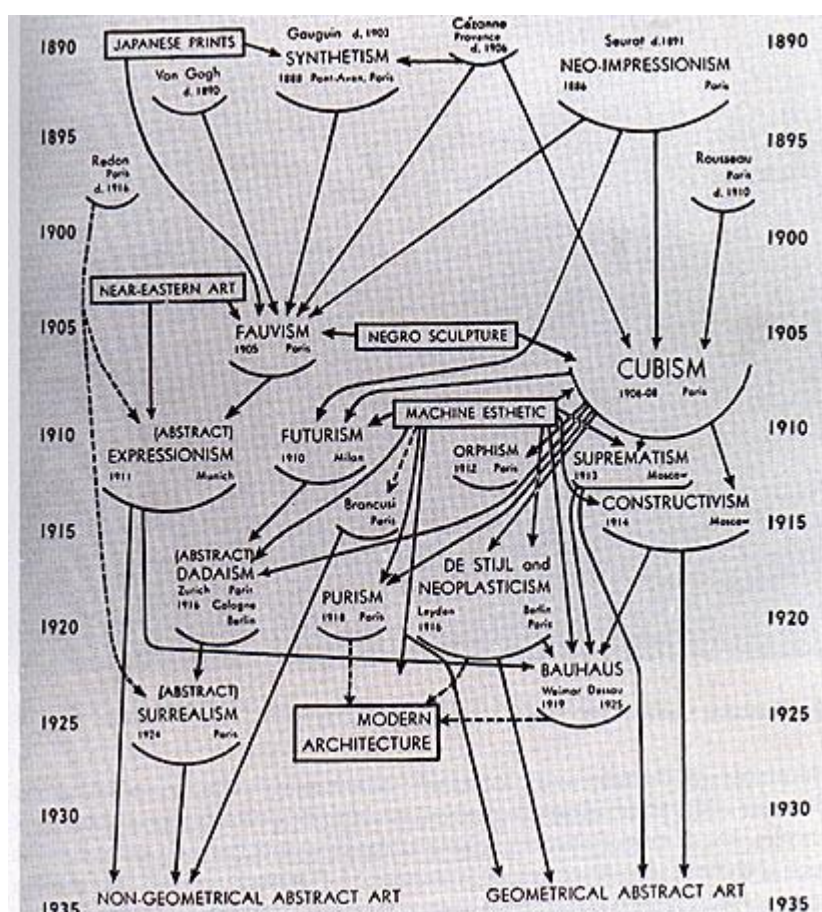 1890
JAPANESE PRINTS
Van Gogh
d. 1890
Gauguin d. 1903
SYNTHETISM
1888 Pont-Aven, Paris
Cézanne
Provence
d. 1906
Seurat d.1891
NEO-IMPRESSIONISM
1886 Paris
1890
1895
1895
Redon
Paris
d. 1916
Rousseau
Paris
d. 1910
1900
1900
NEAR-EASTERN ART
1905
FAUVISM
1905 Paris
NEGRO SCULPTURE
1905
CUBISM
1906-08 Paris
1910
(ABSTRACT)
EXPRESSIONISM
1911 Munich
FUTURISM
1910 Milan
MACHINE ESTHETIC
ORPHISM
1912 Paris
SUPREMATISM
1913 Moscow
1910
CONSTRUCTIVISM
1914 Moscow
Brancusi
Paris
1915
1915
(ABSTRACT)
DADAISM
Zurich Paris
1916 Cologne
Berlin
PURISM
1918 Paris
DE STIJL and
NEOPLASTICISM
Leyden Berlin
1916 Paris
1920
1920
BAUHAUS
Weimar Dessau
1919 1925
(ABSTRACT)
SURREALISM
1924 Paris
MODERN
ARCHITECTURE
1925
1925
1930
1930
1935
NON-GEOMETRICAL ABSTRACT ART
GEOMETRICAL ABSTRACT ART
1935